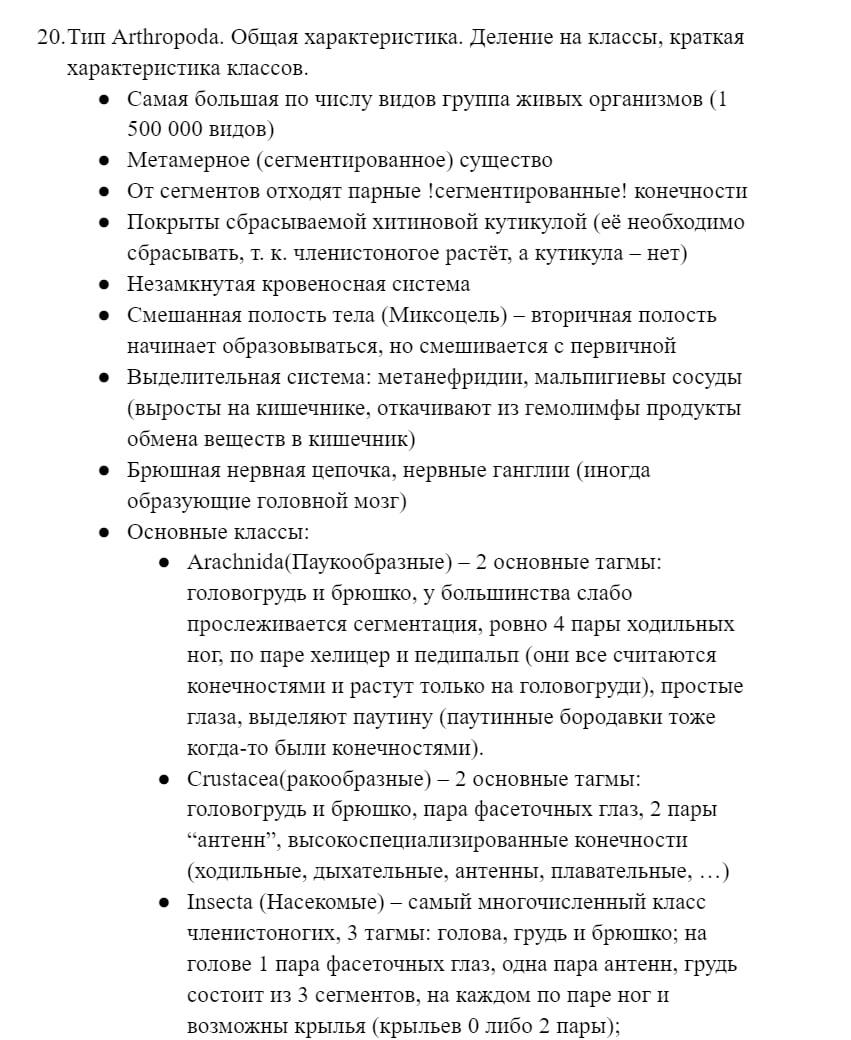 20.Тип Arthropoda. Общая характеристика. Деление на классы, краткая
характеристика классов.
● Самая большая по числу видов группа живых организмов (1
500 000 видов)
● Метамерное (сегментированное) существо
● От сегментов отходят парные !сегментированные! конечности
● Покрыты сбрасываемой хитиновой кутикулой (её необходимо
сбрасывать, т. к. членистоногое растёт, а кутикула – нет)
● Незамкнутая кровеносная система
● Смешанная полость тела (Миксоцель) – вторичная полость
начинает образовываться, но смешивается с первичной
● Выделительная система: метанефридии, мальпигиевы сосуды
(выросты на кишечнике, откачивают из гемолимфы продукты
обмена веществ в кишечник)
● Брюшная нервная цепочка, нервные ганглии (иногда
образующие головной мозг)
● Основные классы:
● Arachnida(Паукообразные) – 2 основные тагмы:
головогрудь и брюшко, у большинства слабо
прослеживается сегментация, ровно 4 пары ходильных
ног, по паре хелицер и педипальп (они все считаются
конечностями и растут только на головогруди), простые
глаза, выделяют паутину (паутинные бородавки тоже
когда-то были конечностями).
● Crustacea(ракообразные) – 2 основные тагмы:
головогрудь и брюшко, пара фасеточных глаз, 2 пары
“антенн”, высокоспециализированные конечности
(ходильные, дыхательные, антенны, плавательные, …)
● Insecta (Насекомые) – самый многочисленный класс
членистоногих, 3 тагмы: голова, грудь и брюшко; на
голове 1 пара фасеточных глаз, одна пара антенн, грудь
состоит из 3 сегментов, на каждом по паре ног и
возможны крылья (крыльев 0 либо 2 пары);